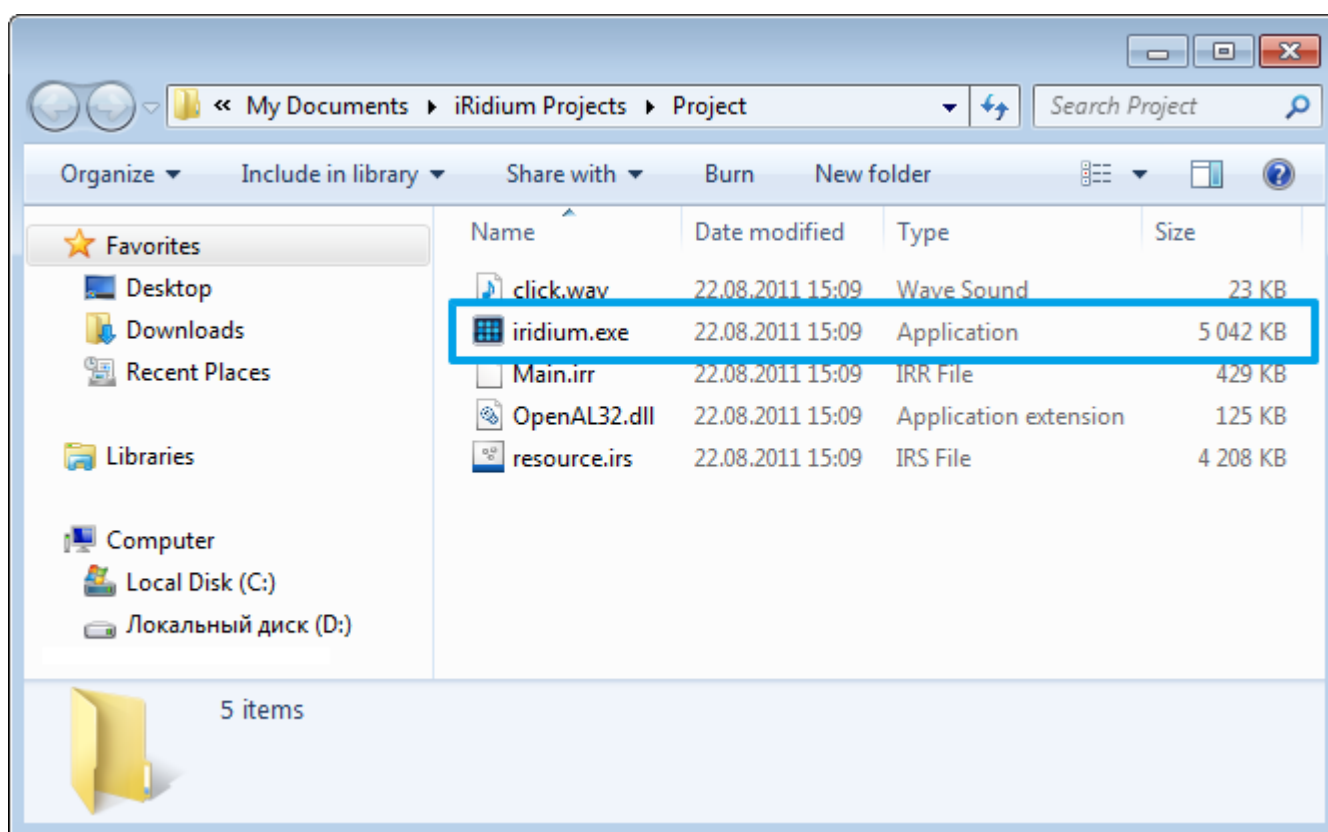 « My Documents ▸ iRidium Projects ▸ Project Search Project
Organize Include in library Share with Burn New folder
Favorites
Desktop
Downloads
Recent Places
Libraries
Computer
Local Disk (C:)
Локальный диск (D:)
Name Date modified Type Size
click.wav 22.08.2011 15:09 Wave Sound 23 KB
iridium.exe 22.08.2011 15:09 Application 5 042 KB
Main.irr 22.08.2011 15:09 IRR File 429 KB
OpenAL32.dll 22.08.2011 15:09 Application extension 125 KB
resource.irs 22.08.2011 15:09 IRS File 4 208 KB
5 items